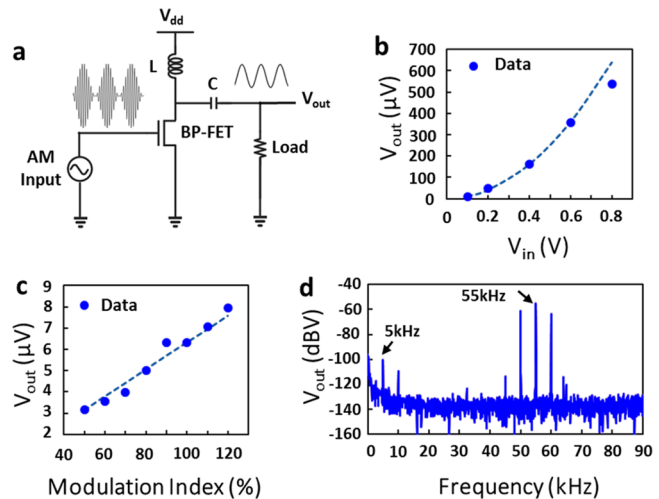 a
V_dd
L
C
V_out
BP-FET
AM
Input
Load
b
700
600
500
400
300
200
100
0
Data
V_out (µV)
0 0.2 0.4 0.6 0.8 1
V_in (V)
c
9
8
7
6
5
4
3
2
Data
V_out (µV)
40 60 80 100 120
Modulation Index (%)
d
-40
-60
-80
-100
-120
-140
-160
55kHz
5kHz
V_out (dBV)
0 10 20 30 40 50 60 70 80 90
Frequency (kHz)